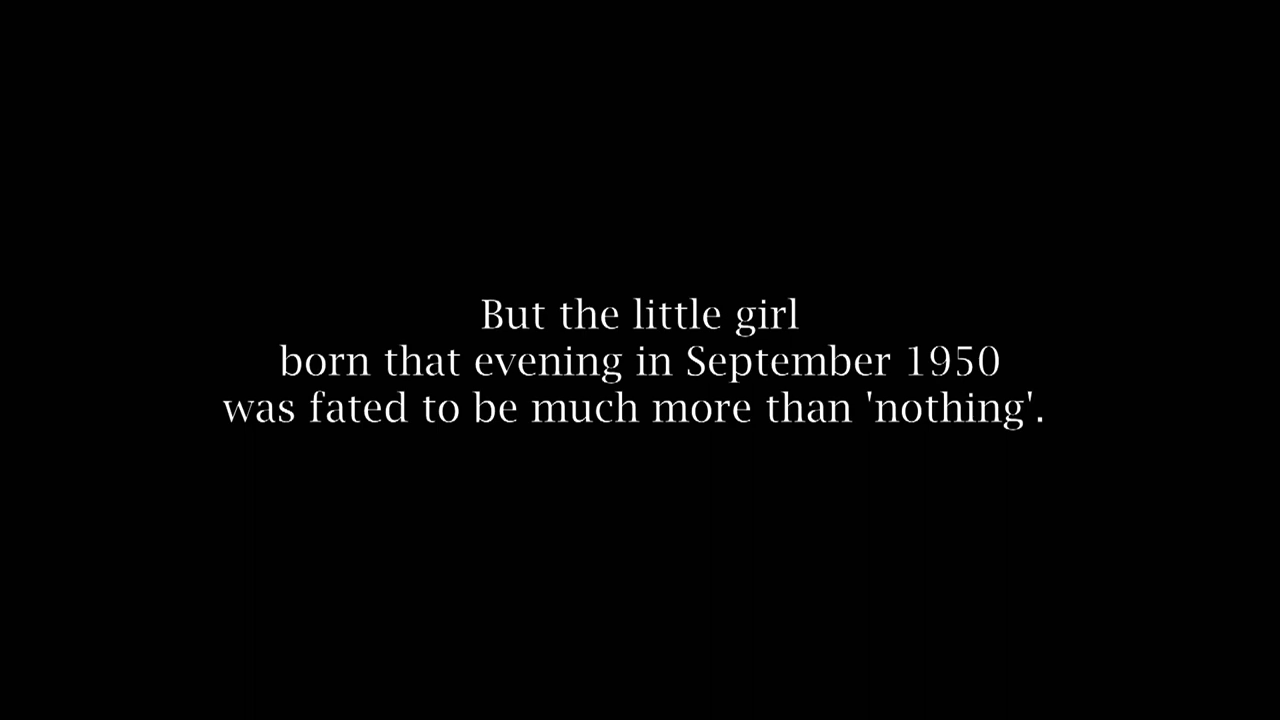 But the little girl
born that evening in September 1950
was fated to be much more than 'nothing'.